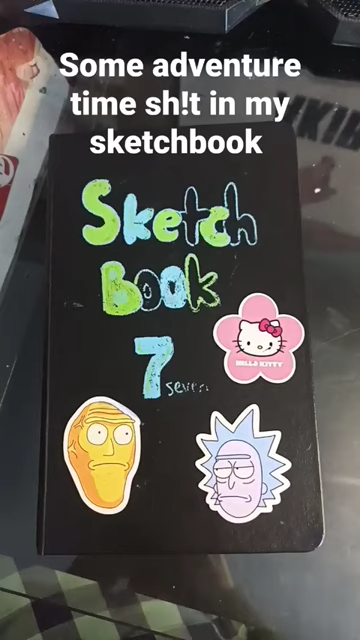 Some adventure
time sh!t in my
sketchbook
Sketch
Book
7
seven
HELLO KITTY